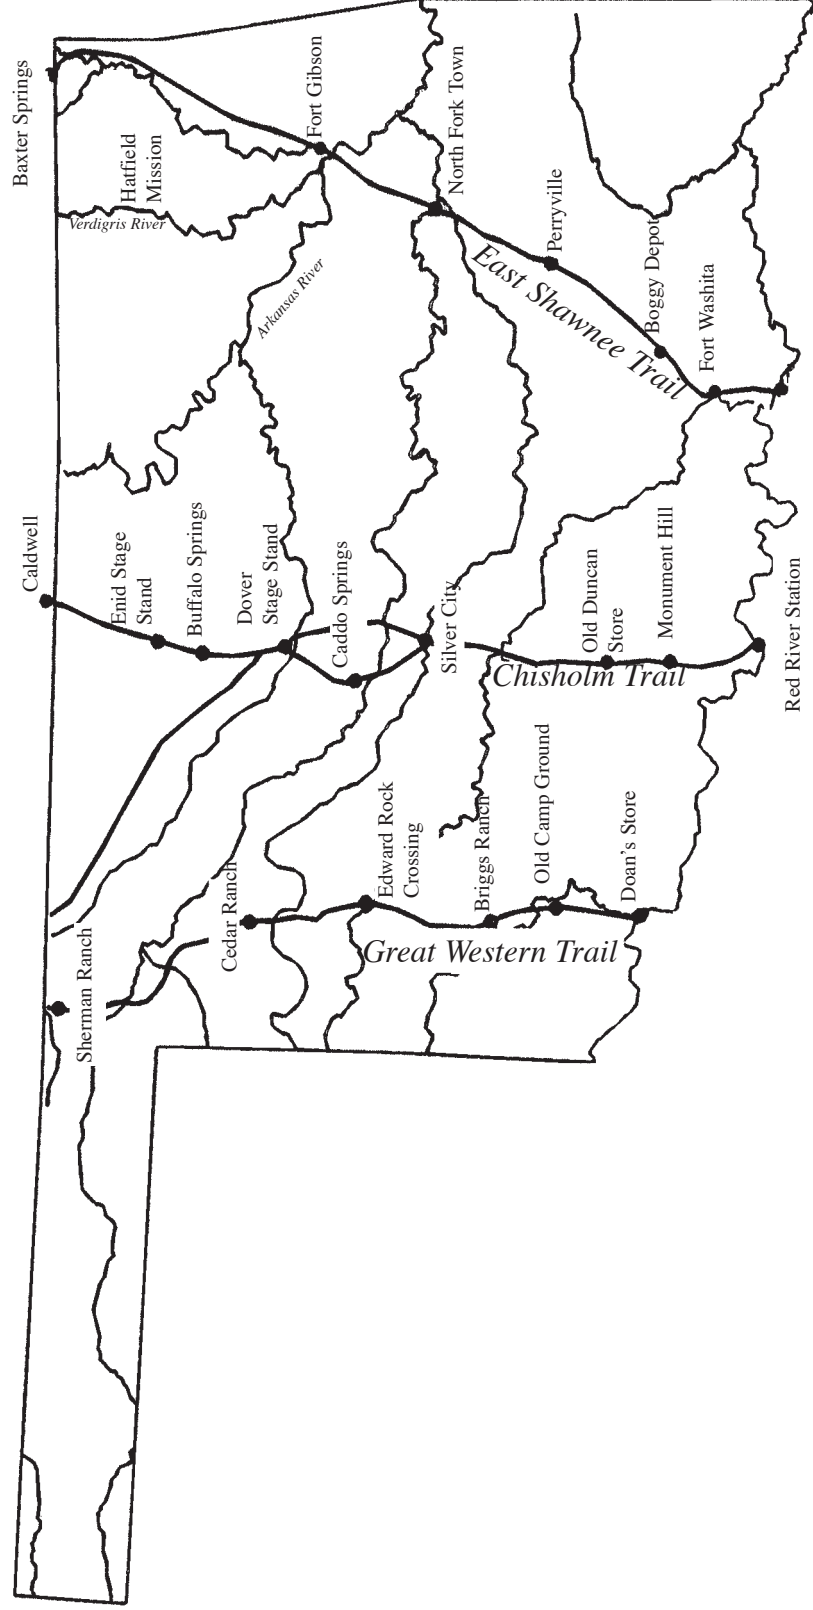 Baxter Springs
Hatfield
Mission
Verdigris River
Fort Gibson
North Fork Town
Arkansas River
East Shawnee Trail
Perryville
Boggy Depot
Fort Washita
Caldwell
Enid Stage
Stand
Buffalo Springs
Dover
Stage Stand
Caddo Springs
Silver City
Chisholm Trail
Old Duncan
Store
Monument Hill
Red River Station
Sherman Ranch
Cedar Ranch
Edward Rock
Crossing
Great Western Trail
Briggs Ranch
Old Camp Ground
Doan's Store